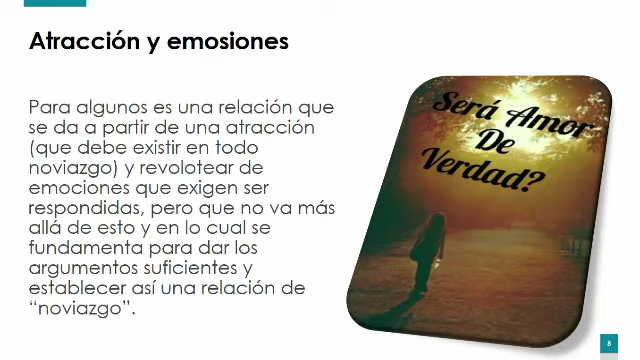 Atracción y emosiones
Para algunos es una relación que
se da a partir de una atracción
(que debe existir en todo
noviazgo) y revolotear de
emociones que exigen ser
respondidas, pero que no va más
allá de esto y en lo cual se
fundamenta para dar los
argumentos suficientes y
establecer así una relación de
“noviazgo”.
Será Amor
De
Verdad?
8